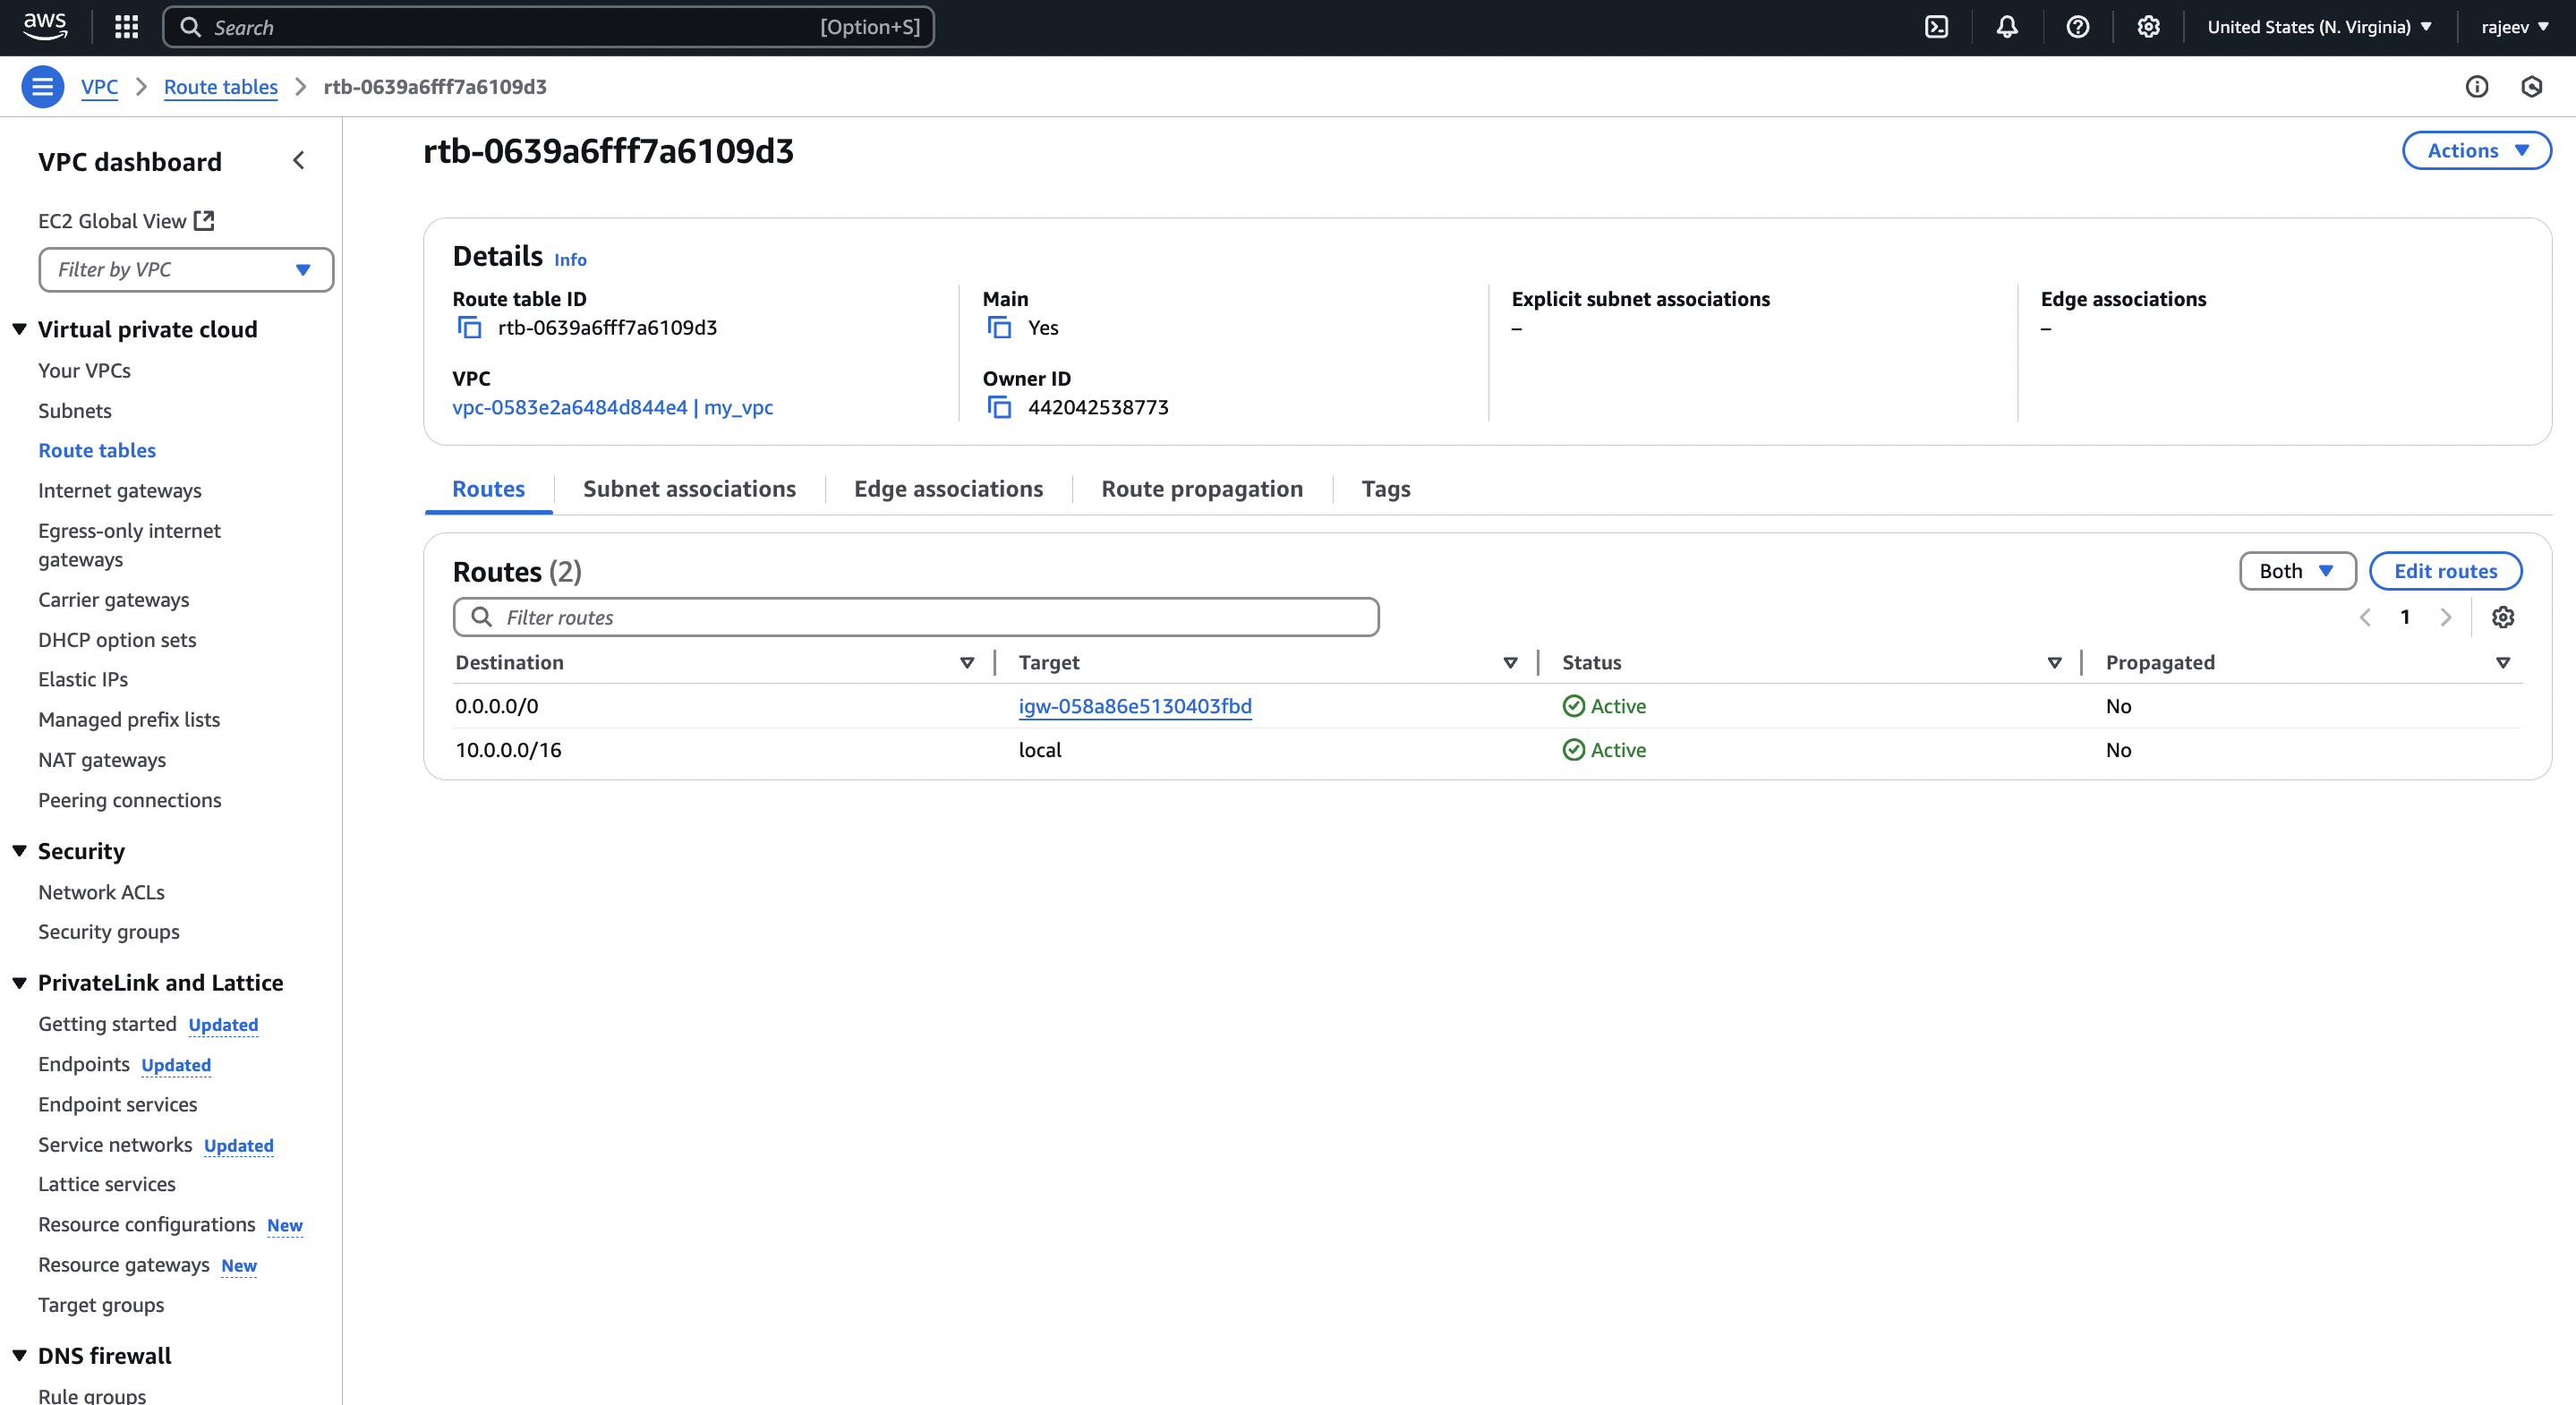 aws
Search
[Option+S]
United States (N. Virginia)
rajeev
VPC
Route tables
rtb-0639a6fff7a6109d3
VPC dashboard
EC2 Global View
Filter by VPC
Virtual private cloud
Your VPCs
Subnets
Route tables
Internet gateways
Egress-only internet
gateways
Carrier gateways
DHCP option sets
Elastic IPs
Managed prefix lists
NAT gateways
Peering connections
Security
Network ACLs
Security groups
PrivateLink and Lattice
Getting started Updated
Endpoints Updated
Endpoint services
Service networks Updated
Lattice services
Resource configurations New
Resource gateways New
Target groups
DNS firewall
Rule groups
rtb-0639a6fff7a6109d3
Actions
Details Info
Route table ID
rtb-0639a6fff7a6109d3
Main
Yes
Explicit subnet associations
–
Edge associations
–
VPC
vpc-0583e2a6484d844e4 | my_vpc
Owner ID
442042538773
Routes
Subnet associations
Edge associations
Route propagation
Tags
Routes (2)
Both
Edit routes
Filter routes
1
Destination Target Status Propagated
0.0.0.0/0 igw-058a86e5130403fbd Active No
10.0.0.0/16 local Active No